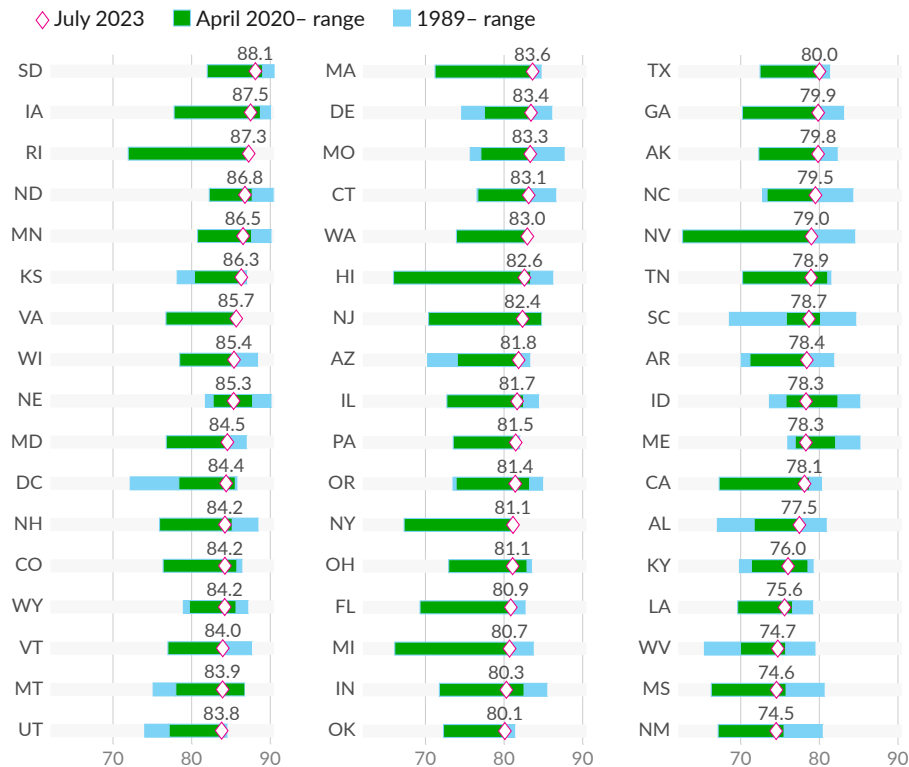 July 2023 April 2020– range 1989– range
SD 88.1
IA 87.5
RI 87.3
ND 86.8
MN 86.5
KS 86.3
VA 85.7
WI 85.4
NE 85.3
MD 84.5
DC 84.4
NH 84.2
CO 84.2
WY 84.2
VT 84.0
MT 83.9
UT 83.8
70 80 90
MA 83.6
DE 83.4
MO 83.3
CT 83.1
WA 83.0
HI 82.6
NJ 82.4
AZ 81.8
IL 81.7
PA 81.5
OR 81.4
NY 81.1
OH 81.1
FL 80.9
MI 80.7
IN 80.3
OK 80.1
70 80 90
TX 80.0
GA 79.9
AK 79.8
NC 79.5
NV 79.0
TN 78.9
SC 78.7
AR 78.4
ID 78.3
ME 78.3
CA 78.1
AL 77.5
KY 76.0
LA 75.6
WV 74.7
MS 74.6
NM 74.5
70 80 90